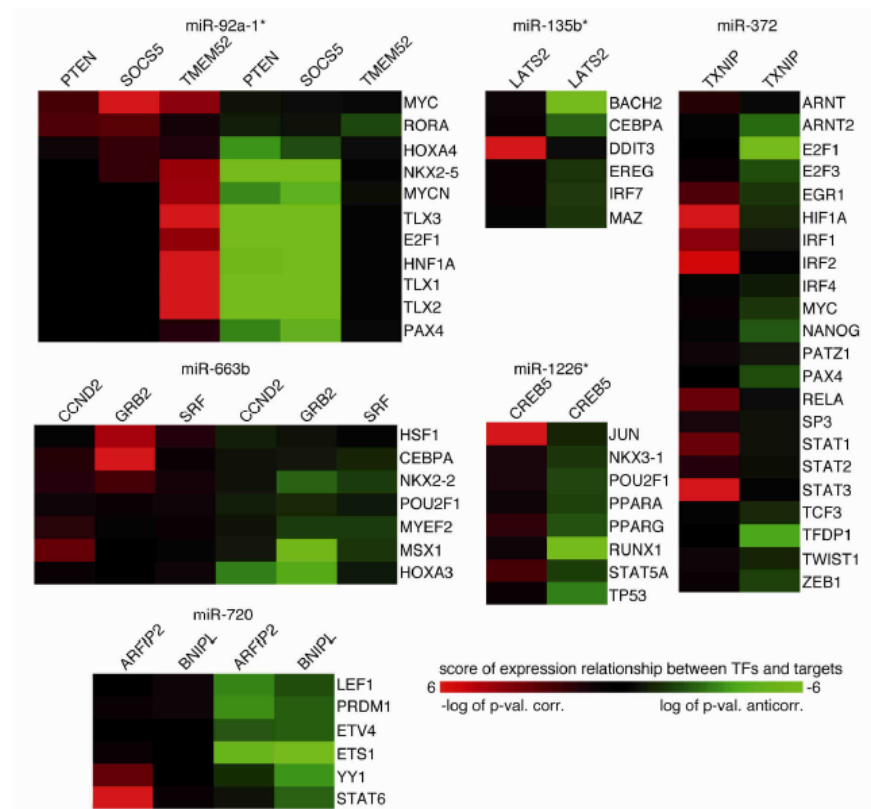 miR-92a-1*
PTEN SOCS5 TMEM52 PTEN SOCS5 TMEM52
MYC
RORA
HOXA4
NKX2-5
MYCN
TLX3
E2F1
HNF1A
TLX1
TLX2
PAX4
miR-135b*
LATS2 LATS2
BACH2
CEBPA
DDIT3
EREG
IRF7
MAZ
miR-372
TXNIP TXNIP
ARNT
ARNT2
E2F1
E2F3
EGR1
HIF1A
IRF1
IRF2
IRF4
MYC
NANOG
PATZ1
PAX4
RELA
SP3
STAT1
STAT2
STAT3
TCF3
TFDP1
TWIST1
ZEB1
miR-663b
CCND2 GRB2 SRF CCND2 GRB2 SRF
HSF1
CEBPA
NKX2-2
POU2F1
MYEF2
MSX1
HOXA3
miR-1226*
CREB5 CREB5
JUN
NKX3-1
POU2F1
PPARA
PPARG
RUNX1
STAT5A
TP53
miR-720
ARFIP2 BNIPL ARFIP2 BNIPL
LEF1
PRDM1
ETV4
ETS1
YY1
STAT6
score of expression relationship between TFs and targets
6 -6
-log of p-val. corr. log of p-val. anticorr.